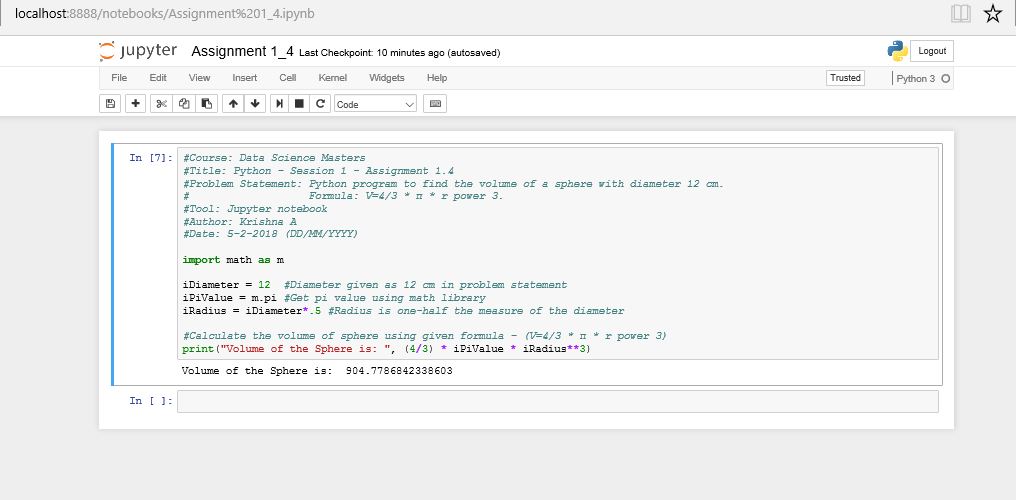 localhost:8888/notebooks/Assignment%201_4.ipynb
jupyter Assignment 1_4 Last Checkpoint: 10 minutes ago (autosaved) Logout
File Edit View Insert Cell Kernel Widgets Help Trusted Python 3
Code
In [7]: #Course: Data Science Masters
#Title: Python - Session 1 - Assignment 1.4
#Problem Statement: Python program to find the volume of a sphere with diameter 12 cm.
# Formula: V=4/3 * π * r power 3.
#Tool: Jupyter notebook
#Author: Krishna A
#Date: 5-2-2018 (DD/MM/YYYY)
import math as m
iDiameter = 12 #Diameter given as 12 cm in problem statement
iPiValue = m.pi #Get pi value using math library
iRadius = iDiameter*.5 #Radius is one-half the measure of the diameter
#Calculate the volume of sphere using given formula - (V=4/3 * π * r power 3)
print("Volume of the Sphere is: ", (4/3) * iPiValue * iRadius**3)
Volume of the Sphere is: 904.7786842338603
In [ ]: